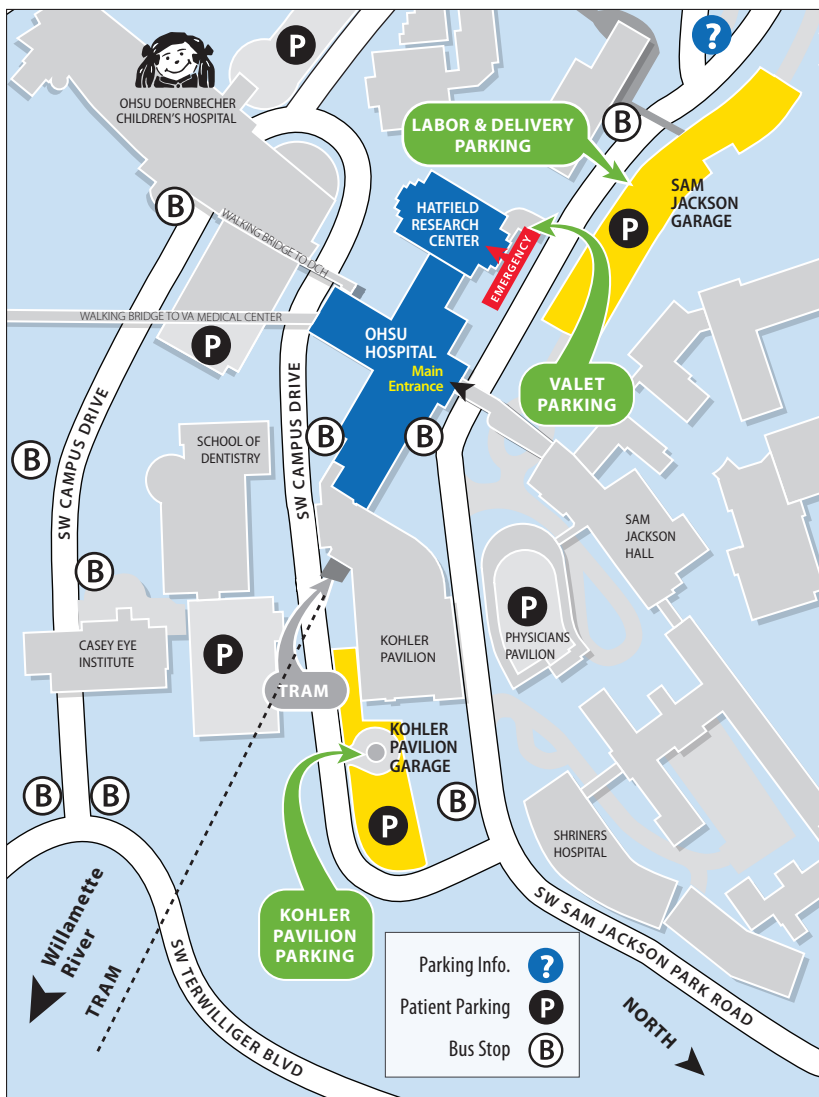 ?
P
OHSU DOERNBECHER
CHILDREN'S HOSPITAL
LABOR & DELIVERY
PARKING
B
SAM
JACKSON
GARAGE
P
B
HATFIELD
RESEARCH
CENTER
EMERGENCY
WALKING BRIDGE TO DCH
WALKING BRIDGE TO VA MEDICAL CENTER
P
OHSU
HOSPITAL
Main
Entrance
VALET
PARKING
SW CAMPUS DRIVE
SW CAMPUS DRIVE
B
B
B
SCHOOL OF
DENTISTRY
SAM
JACKSON
HALL
B
P
PHYSICIANS
PAVILION
CASEY EYE
INSTITUTE
P
KOHLER
PAVILION
TRAM
KOHLER
PAVILION
GARAGE
B
B
B
P
SHRINERS
HOSPITAL
KOHLER
PAVILION
PARKING
Willamette
River
TRAM
SW TERWILLIGER BLVD
SW SAM JACKSON PARK ROAD
NORTH
Parking Info. ?
Patient Parking P
Bus Stop B